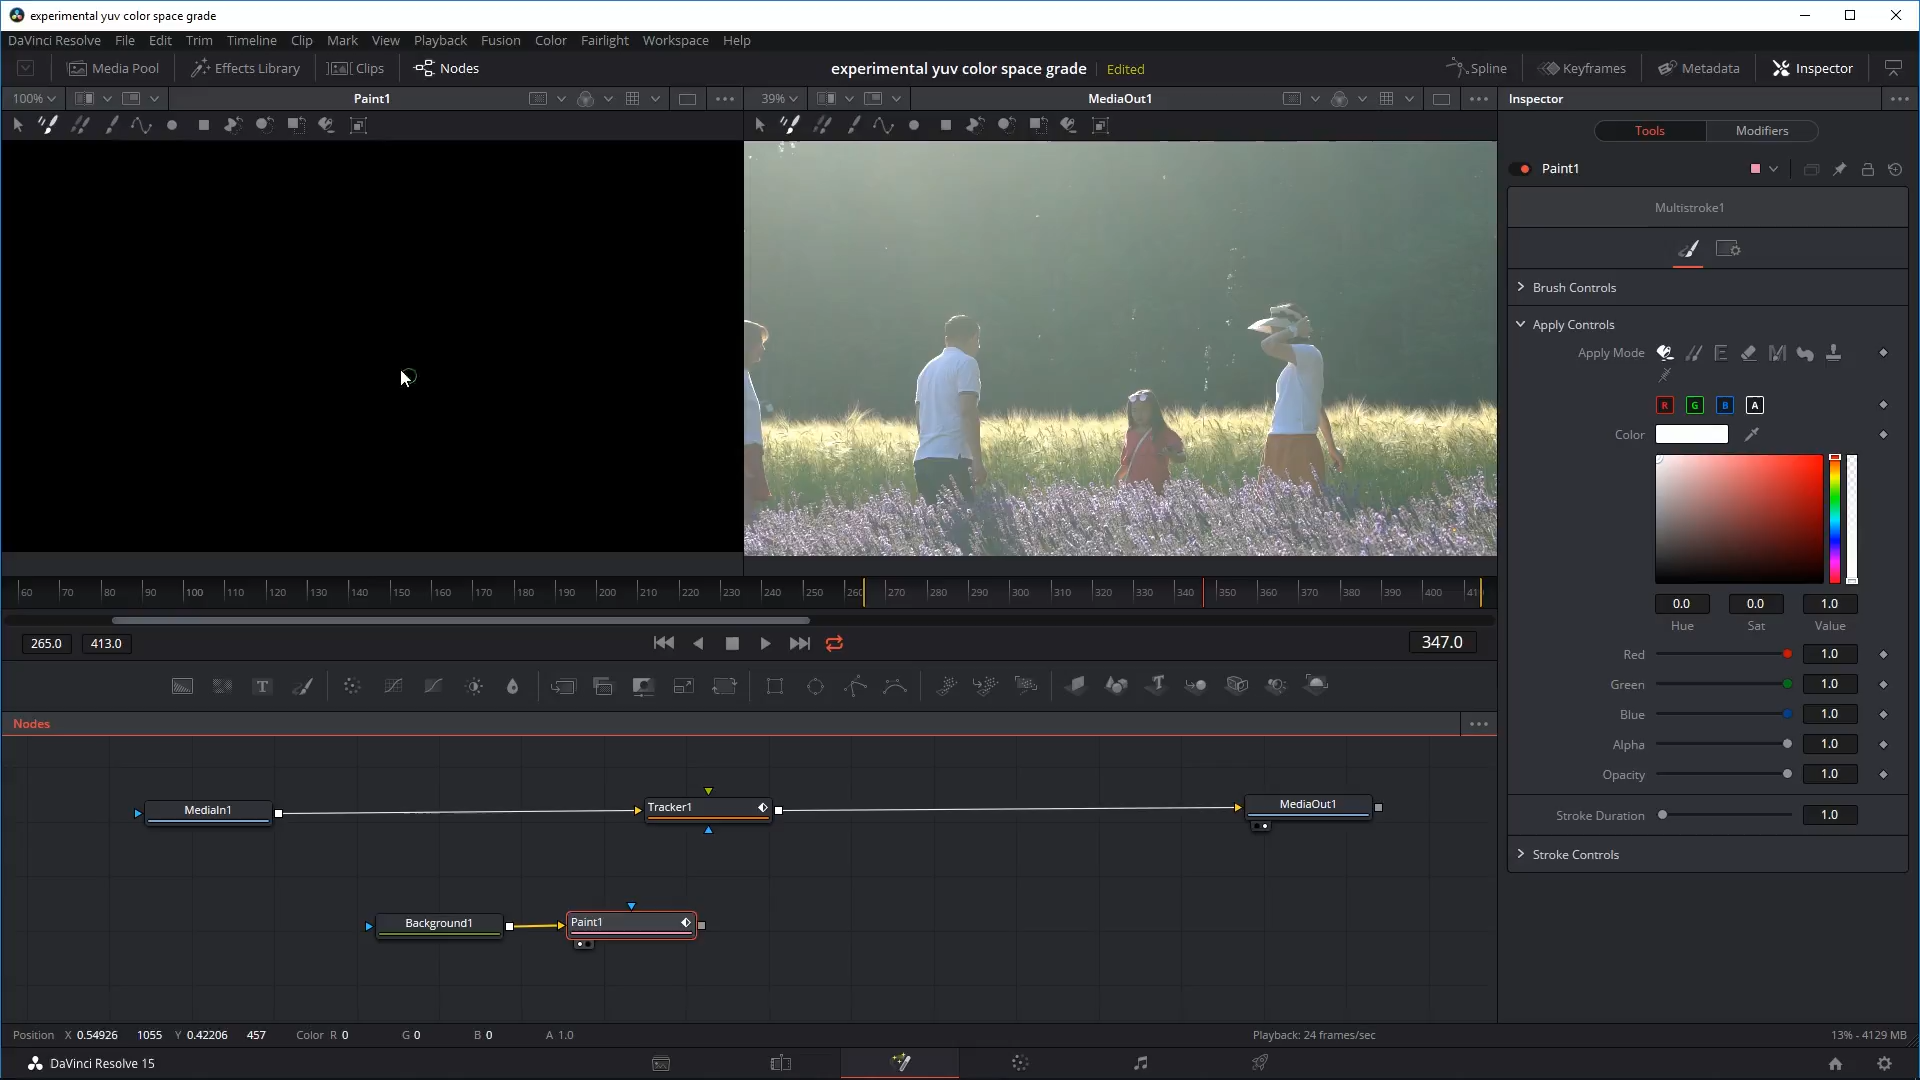 experimental yuv color space grade
DaVinci Resolve File Edit Trim Timeline Clip Mark View Playback Fusion Color Fairlight Workspace Help
Media Pool Effects Library Clips Nodes experimental yuv color space grade Edited Spline Keyframes Metadata Inspector
100% Paint1 39% MediaOut1 Inspector
Tools Modifiers
Paint1
Multistroke1
Brush Controls
Apply Controls
Apply Mode
R G B A
Color
0.0 0.0 1.0
Hue Sat Value
60 70 80 90 100 110 120 130 140 150 160 170 180 190 200 210 220 230 240 250 260 270 280 290 300 310 320 330 340 350 360 370 380 390 400 41
265.0 413.0 347.0
Red 1.0
Green 1.0
Blue 1.0
Alpha 1.0
Opacity 1.0
Stroke Duration 1.0
Stroke Controls
Nodes
MediaIn1 Tracker1 MediaOut1
Background1 Paint1
Position X 0.54926 1055 Y 0.42206 457 Color R 0 G 0 B 0 A 1.0 Playback: 24 frames/sec 13% - 4129 MB
DaVinci Resolve 15